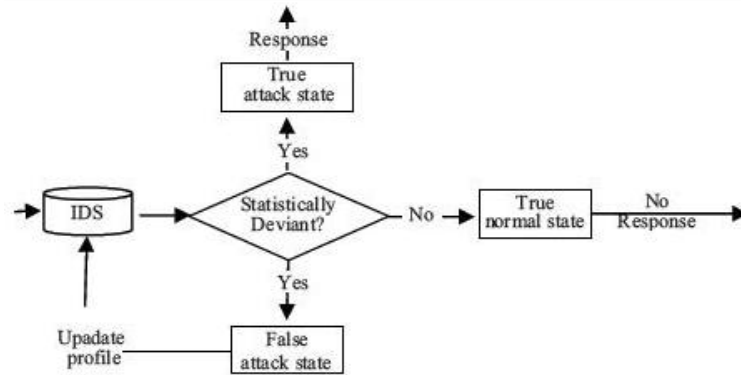 Response
True
attack state
Yes
IDS
Statistically
Deviant?
No
True
normal state
No
Response
Yes
Upadate
profile
False
attack state